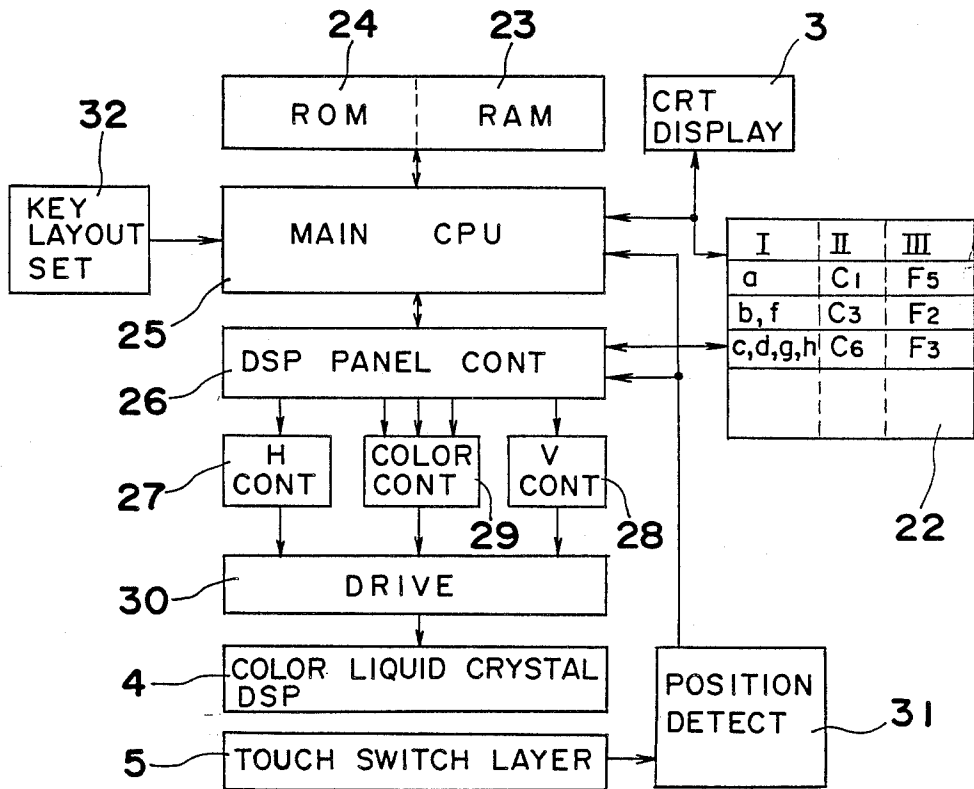 24
23
3
ROM
RAM
CRT
DISPLAY
32
KEY
LAYOUT
SET
MAIN CPU
25
I II III
a C1 F5
b,f C3 F2
c,d,g,h C6 F3
22
DSP PANEL CONT
26
H
CONT
27
COLOR
CONT
29
V
CONT
28
DRIVE
30
COLOR LIQUID CRYSTAL
DSP
4
TOUCH SWITCH LAYER
5
POSITION
DETECT
31